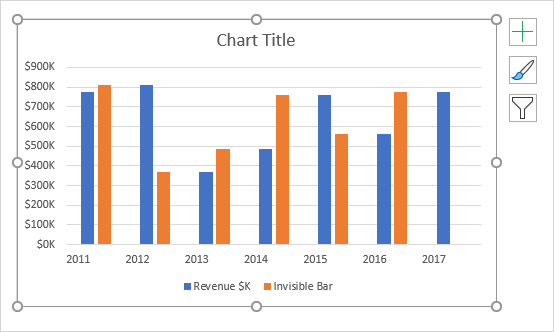 Chart Title
$900K
$800K
$700K
$600K
$500K
$400K
$300K
$200K
$100K
$0K
2011 2012 2013 2014 2015 2016 2017
Revenue $K Invisible Bar